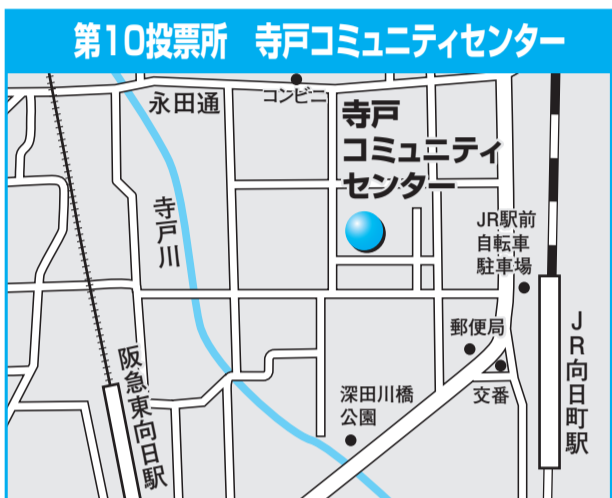 第10投票所 寺戸コミュニティセンター
永田通
コンビニ
寺戸
コミュニティ
センター
寺戸川
JR駅前
自転車
駐車場
郵便局
交番
深田川橋
公園
阪急東向日駅
JR向日町駅